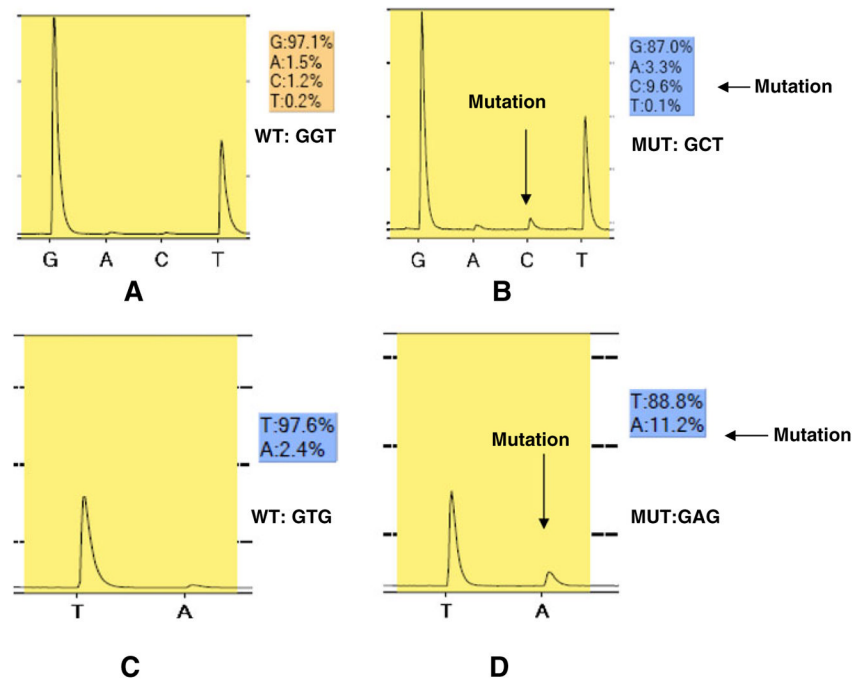 G:97.1%
A:1.5%
C:1.2%
T:0.2%
WT: GGT
G A C T
A
Mutation
G:87.0%
A:3.3%
C:9.6%
T:0.1%
Mutation
MUT: GCT
G A C T
B
T:97.6%
A:2.4%
WT: GTG
T A
C
Mutation
T:88.8%
A:11.2%
Mutation
MUT:GAG
T A
D